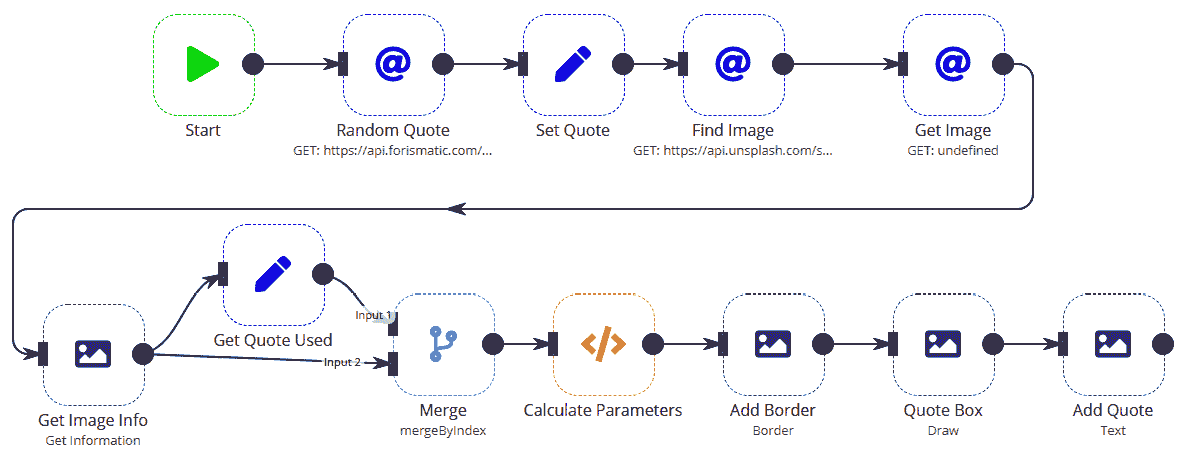 Start
Random Quote
GET: https://api.forismatic.com/...
Set Quote
Find Image
GET: https://api.unsplash.com/s...
Get Image
GET: undefined
Get Quote Used
Input 1
Input 2
Get Image Info
Get Information
Merge
mergeByIndex
Calculate Parameters
Add Border
Border
Quote Box
Draw
Add Quote
Text